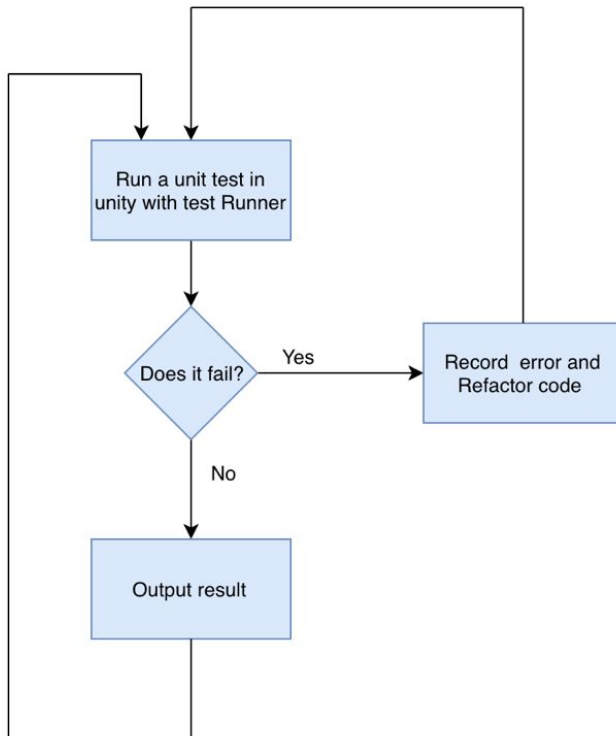 Run a unit test in
unity with test Runner
Does it fail?
Yes
Record error and
Refactor code
No
Output result